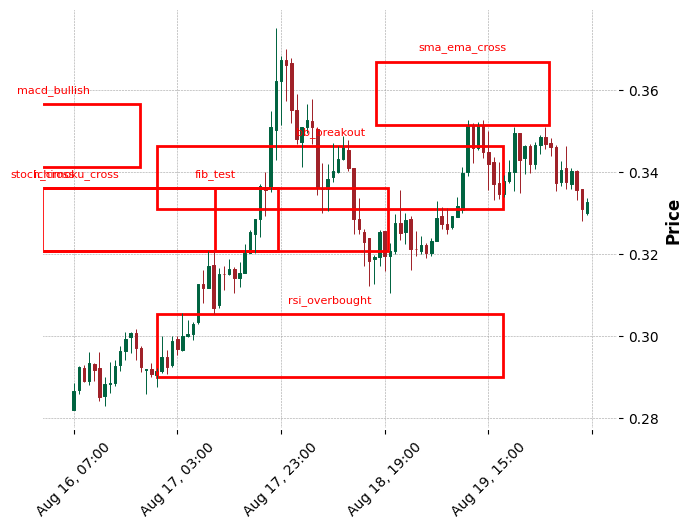 sma_ema_cross
macd_bullish
bb_breakout
fib_test
rsi_overbought
0.36
0.34
0.32
0.30
0.28
Price
Aug 16, 07:00
Aug 17, 03:00
Aug 17, 23:00
Aug 18, 19:00
Aug 19, 15:00